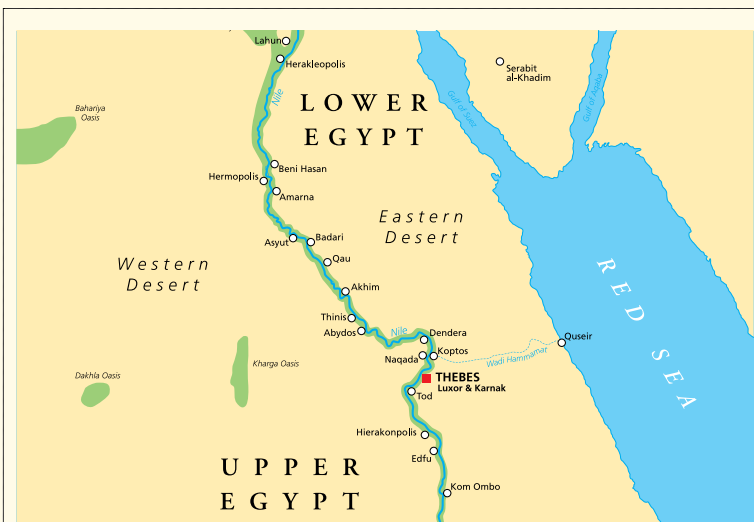 Lahun
Herakleopolis
Serabit
al-Khadim
Nile
LOWER
EGYPT
Gulf of Suez
Gulf of Aqaba
Bahariya
Oasis
Beni Hasan
Hermopolis
Amarna
Eastern
Desert
Asyut
Badari
Qau
Western
Desert
Akhim
RED SEA
Thinis
Abydos
Nile
Dendera
Quseir
Koptos
Naqada
Wadi Hammamar
Kharga Oasis
Dakhla Oasis
THEBES
Luxor & Karnak
Tod
Hierakonpolis
Edfu
UPPER
EGYPT
Kom Ombo